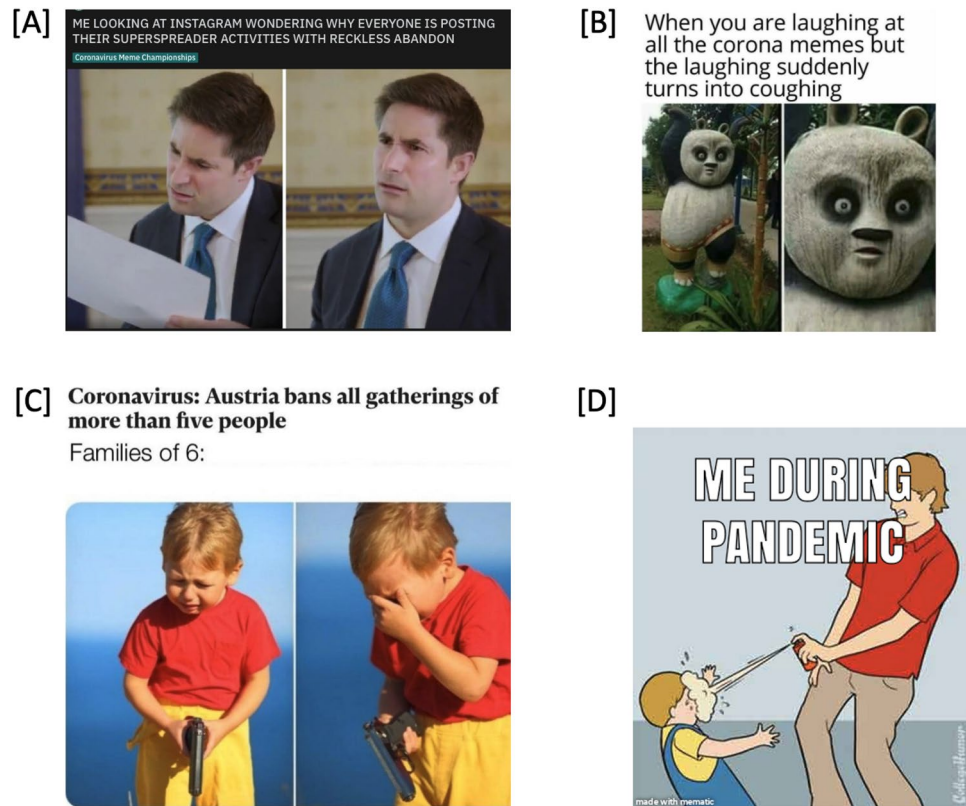 [A]
ME LOOKING AT INSTAGRAM WONDERING WHY EVERYONE IS POSTING
THEIR SUPERSPREADER ACTIVITIES WITH RECKLESS ABANDON
Coronavirus Meme Championships
[B]
When you are laughing at
all the corona memes but
the laughing suddenly
turns into coughing
[C]
Coronavirus: Austria bans all gatherings of
more than five people
Families of 6:
[D]
ME DURING
PANDEMIC
CollegeHumor
made with mematic